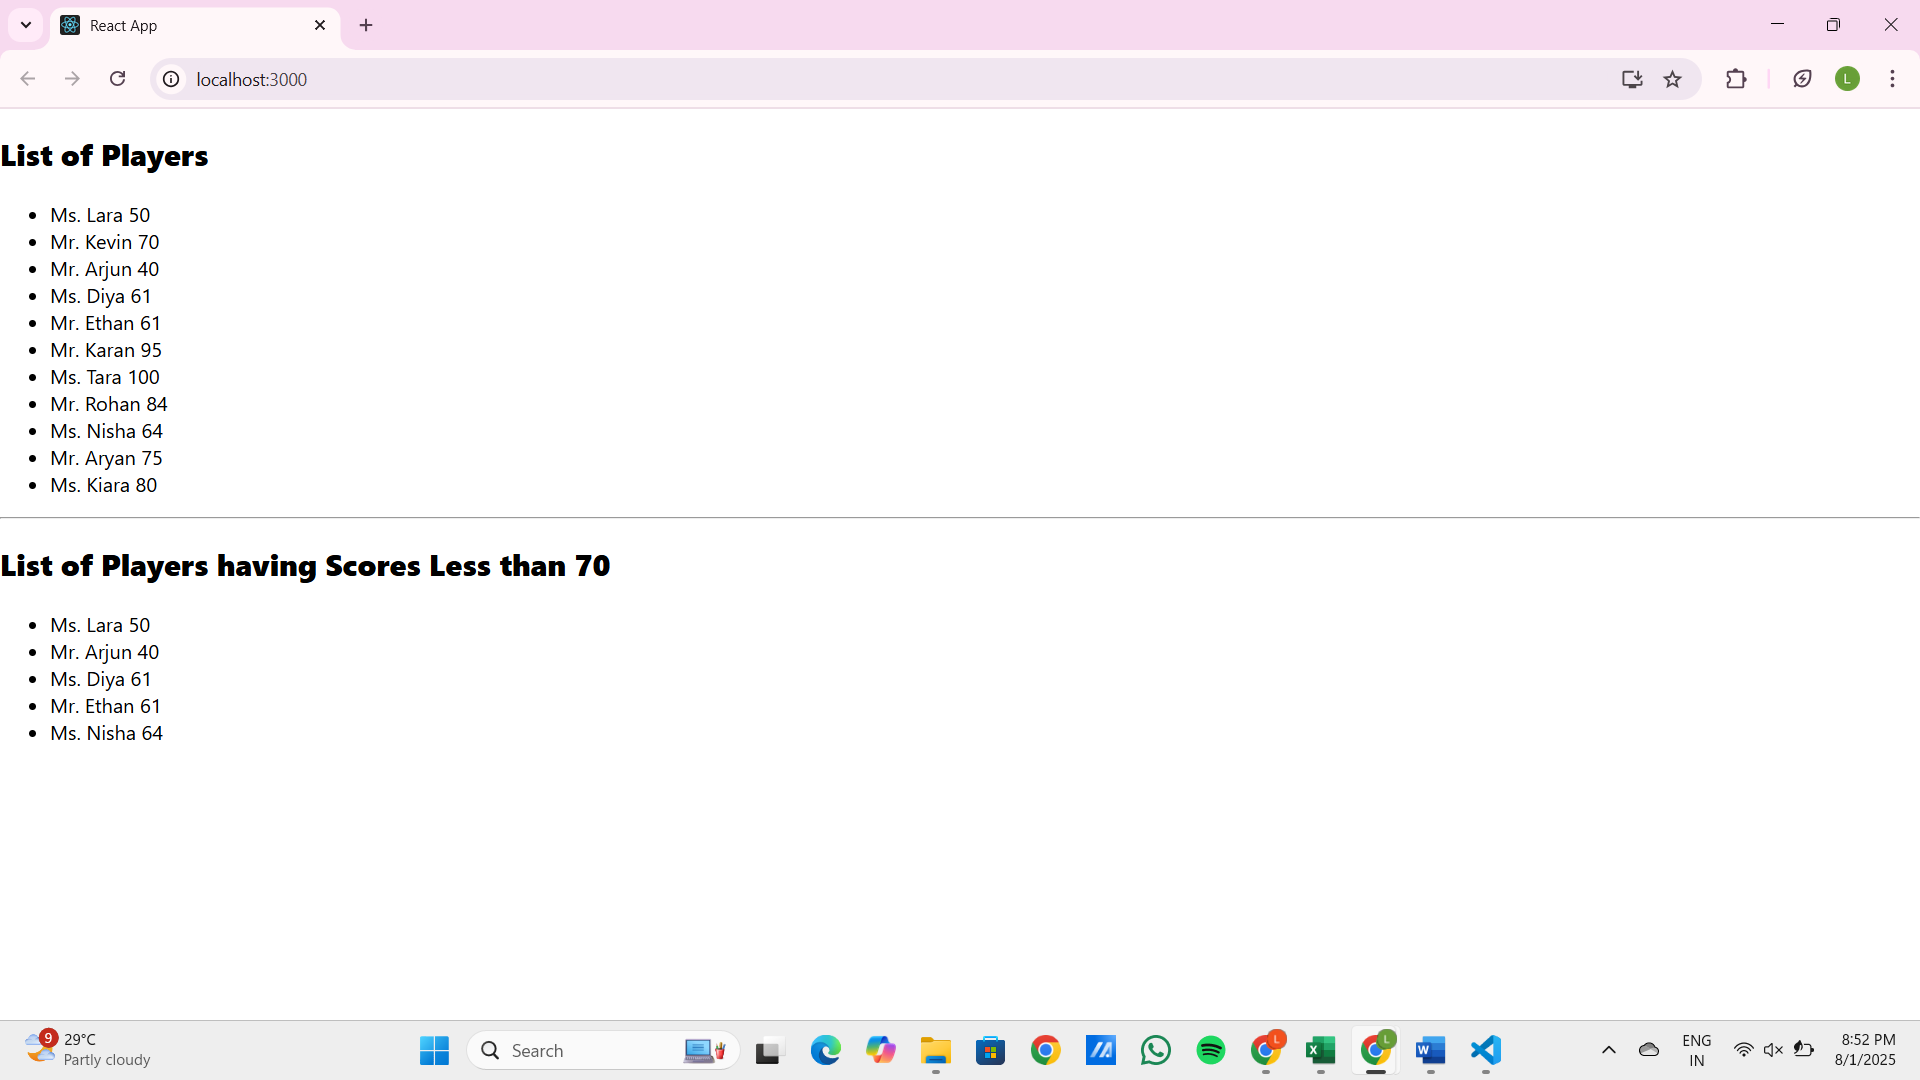 React App
localhost:3000
L
List of Players
Ms. Lara 50
Mr. Kevin 70
Mr. Arjun 40
Ms. Diya 61
Mr. Ethan 61
Mr. Karan 95
Ms. Tara 100
Mr. Rohan 84
Ms. Nisha 64
Mr. Aryan 75
Ms. Kiara 80
List of Players having Scores Less than 70
Ms. Lara 50
Mr. Arjun 40
Ms. Diya 61
Mr. Ethan 61
Ms. Nisha 64
9
29°C
Partly cloudy
Search
L
L
ENG
IN
8:52 PM
8/1/2025